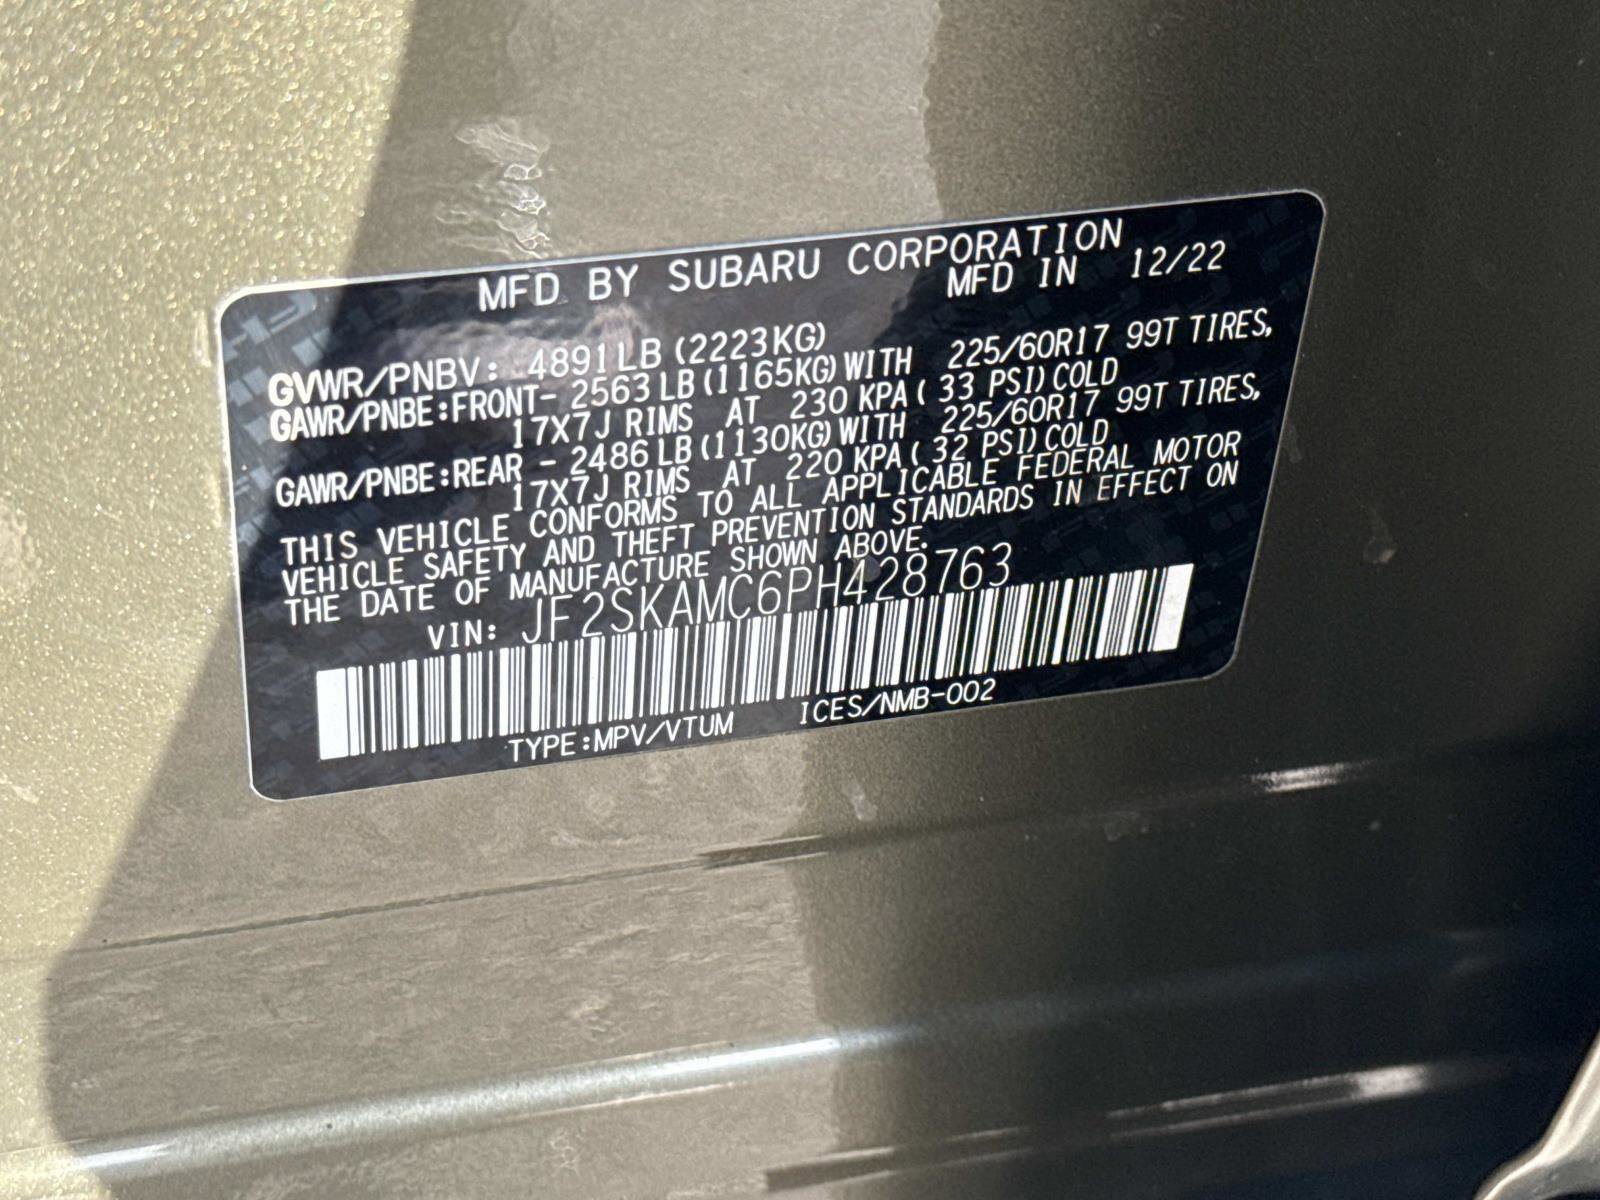 MFD BY SUBARU CORPORATION
MFD IN 12/22
GVWR/PNBV: 4891LB (2223KG)
GAWR/PNBE:FRONT- 2563 LB (1165KG) WITH 225/60R17 99T TIRES,
17X7J RIMS AT 230 KPA ( 33 PSI) COLD
GAWR/PNBE:REAR - 2486 LB (1130KG) WITH 225/60R17 99T TIRES,
17X7J RIMS AT 220 KPA ( 32 PSI) COLD
THIS VEHICLE CONFORMS TO ALL APPLICABLE FEDERAL MOTOR
VEHICLE SAFETY AND THEFT PREVENTION STANDARDS IN EFFECT ON
THE DATE OF MANUFACTURE SHOWN ABOVE.
VIN: JF2SKAMC6PH428763
TYPE:MPV/VTUM ICES/NMB-002